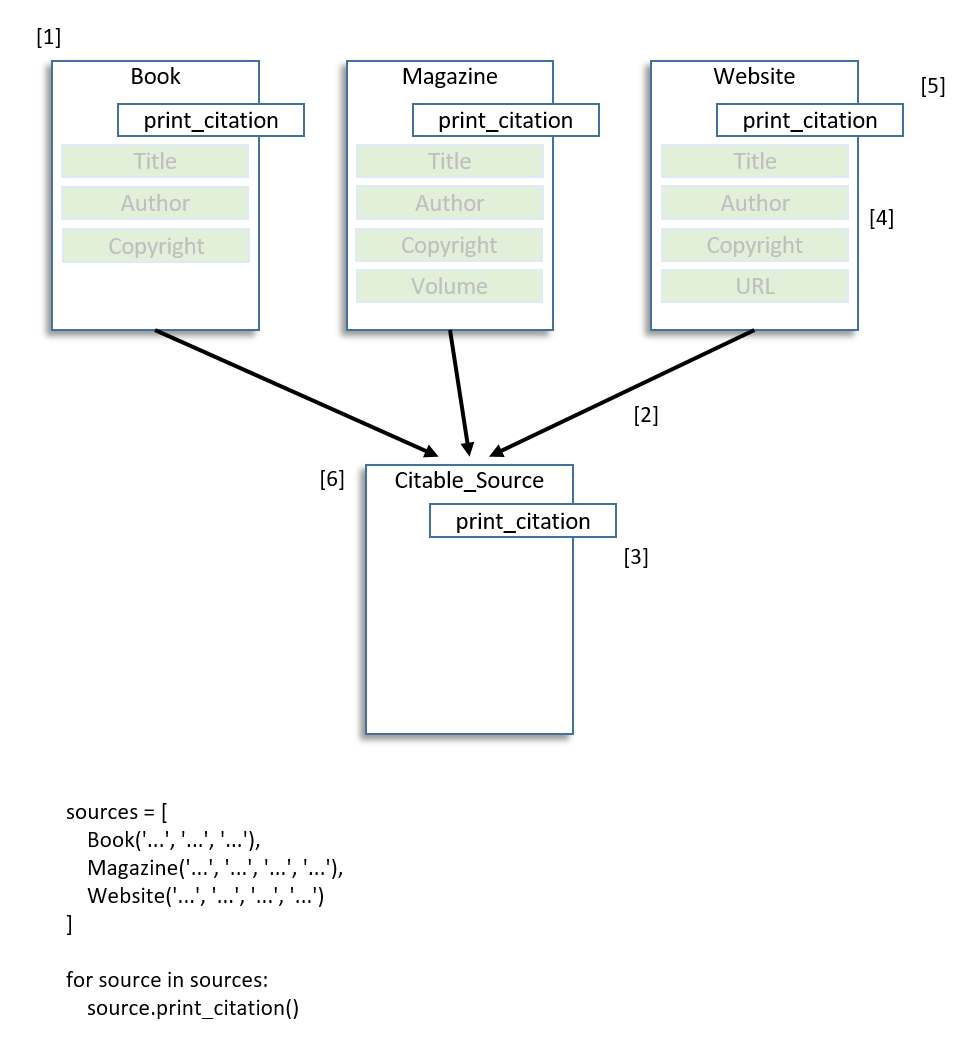 [1]
Book
Magazine
Website
[5]
print_citation
print_citation
print_citation
Title
Title
Title
Author
Author
Author
[4]
Copyright
Copyright
Copyright
Volume
URL
[2]
[6]
Citable_Source
print_citation
[3]
sources = [
    Book('...', '...', '...'),
    Magazine('...', '...', '...', '...'),
    Website('...', '...', '...', '...')
]
for source in sources:
    source.print_citation()